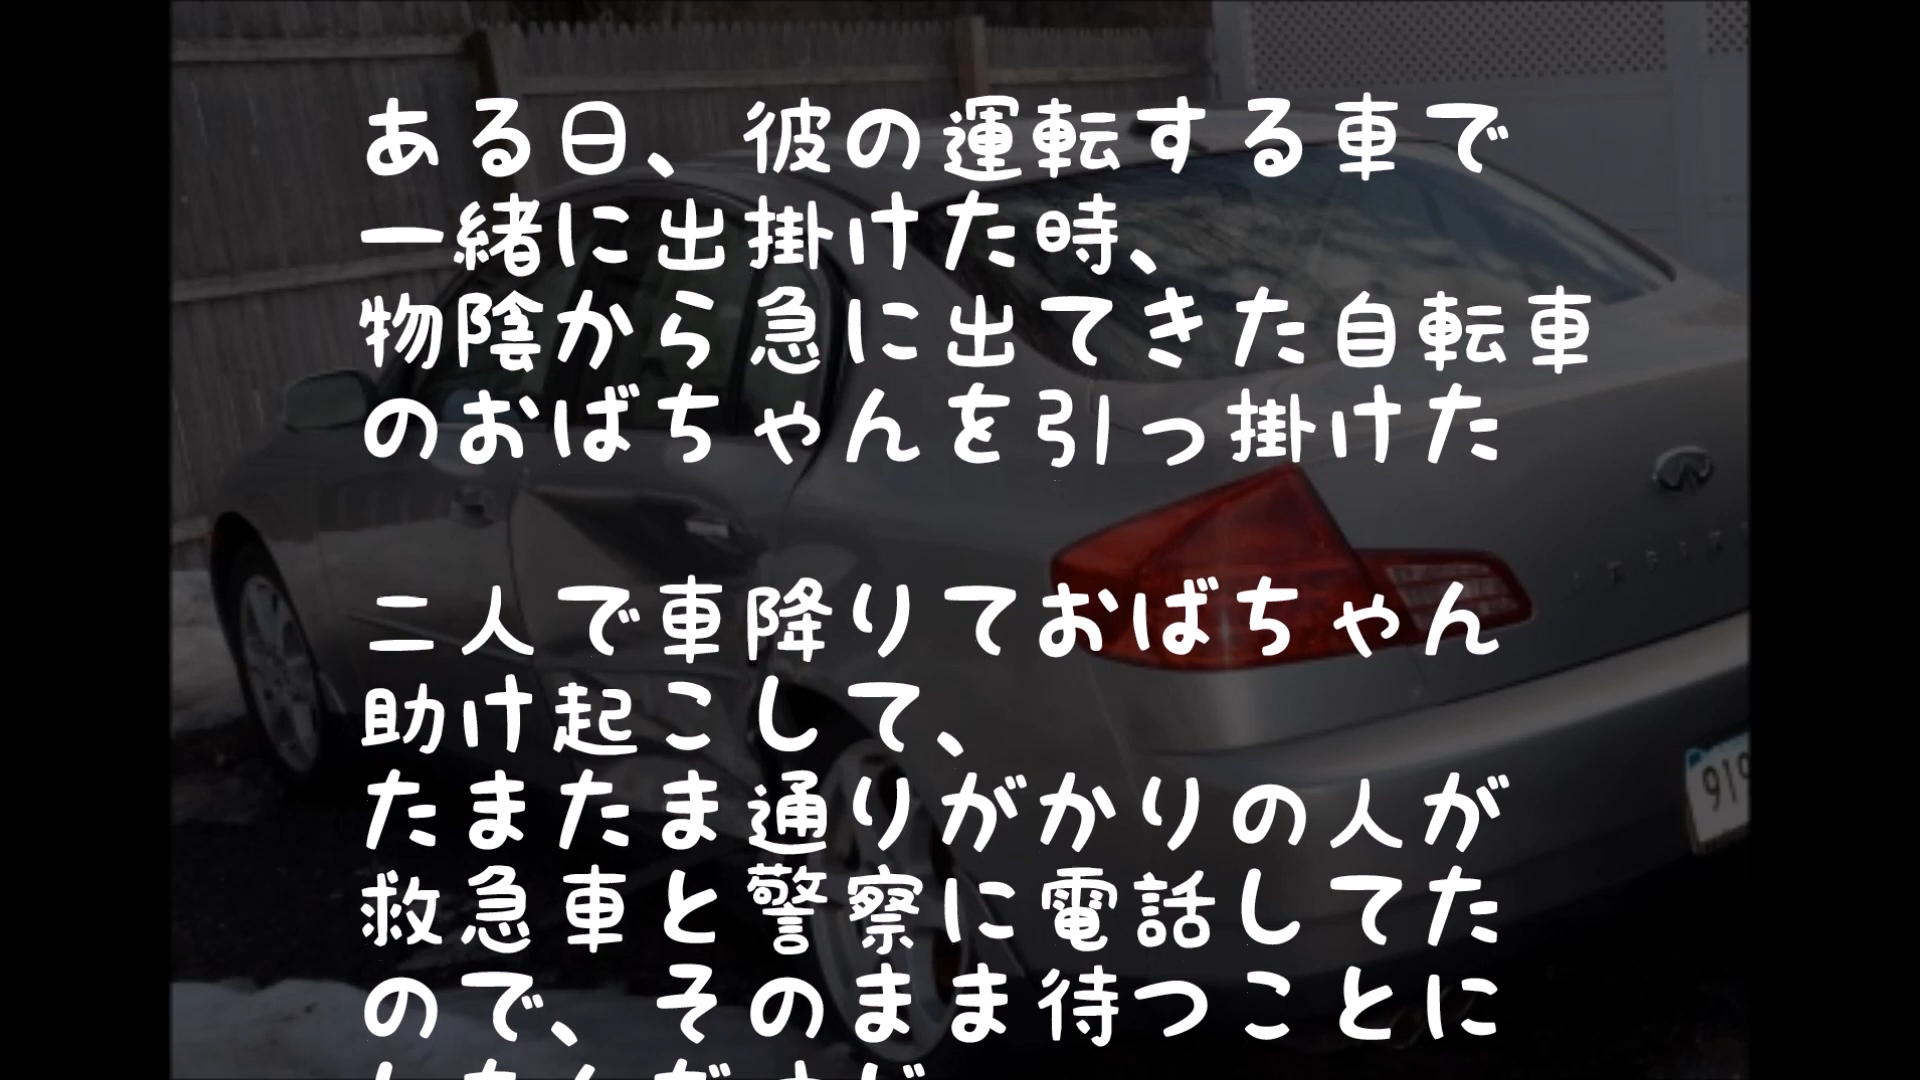 ある日、彼の運転する車で
一緒に出掛けた時、
物陰から急に出てきた自転車
のおばちゃんを引っ掛けた
二人で車降りておばちゃん
助け起こして、
たまたま通りがかりの人が
救急車と警察に電話してた
ので、そのまま待つことに
919